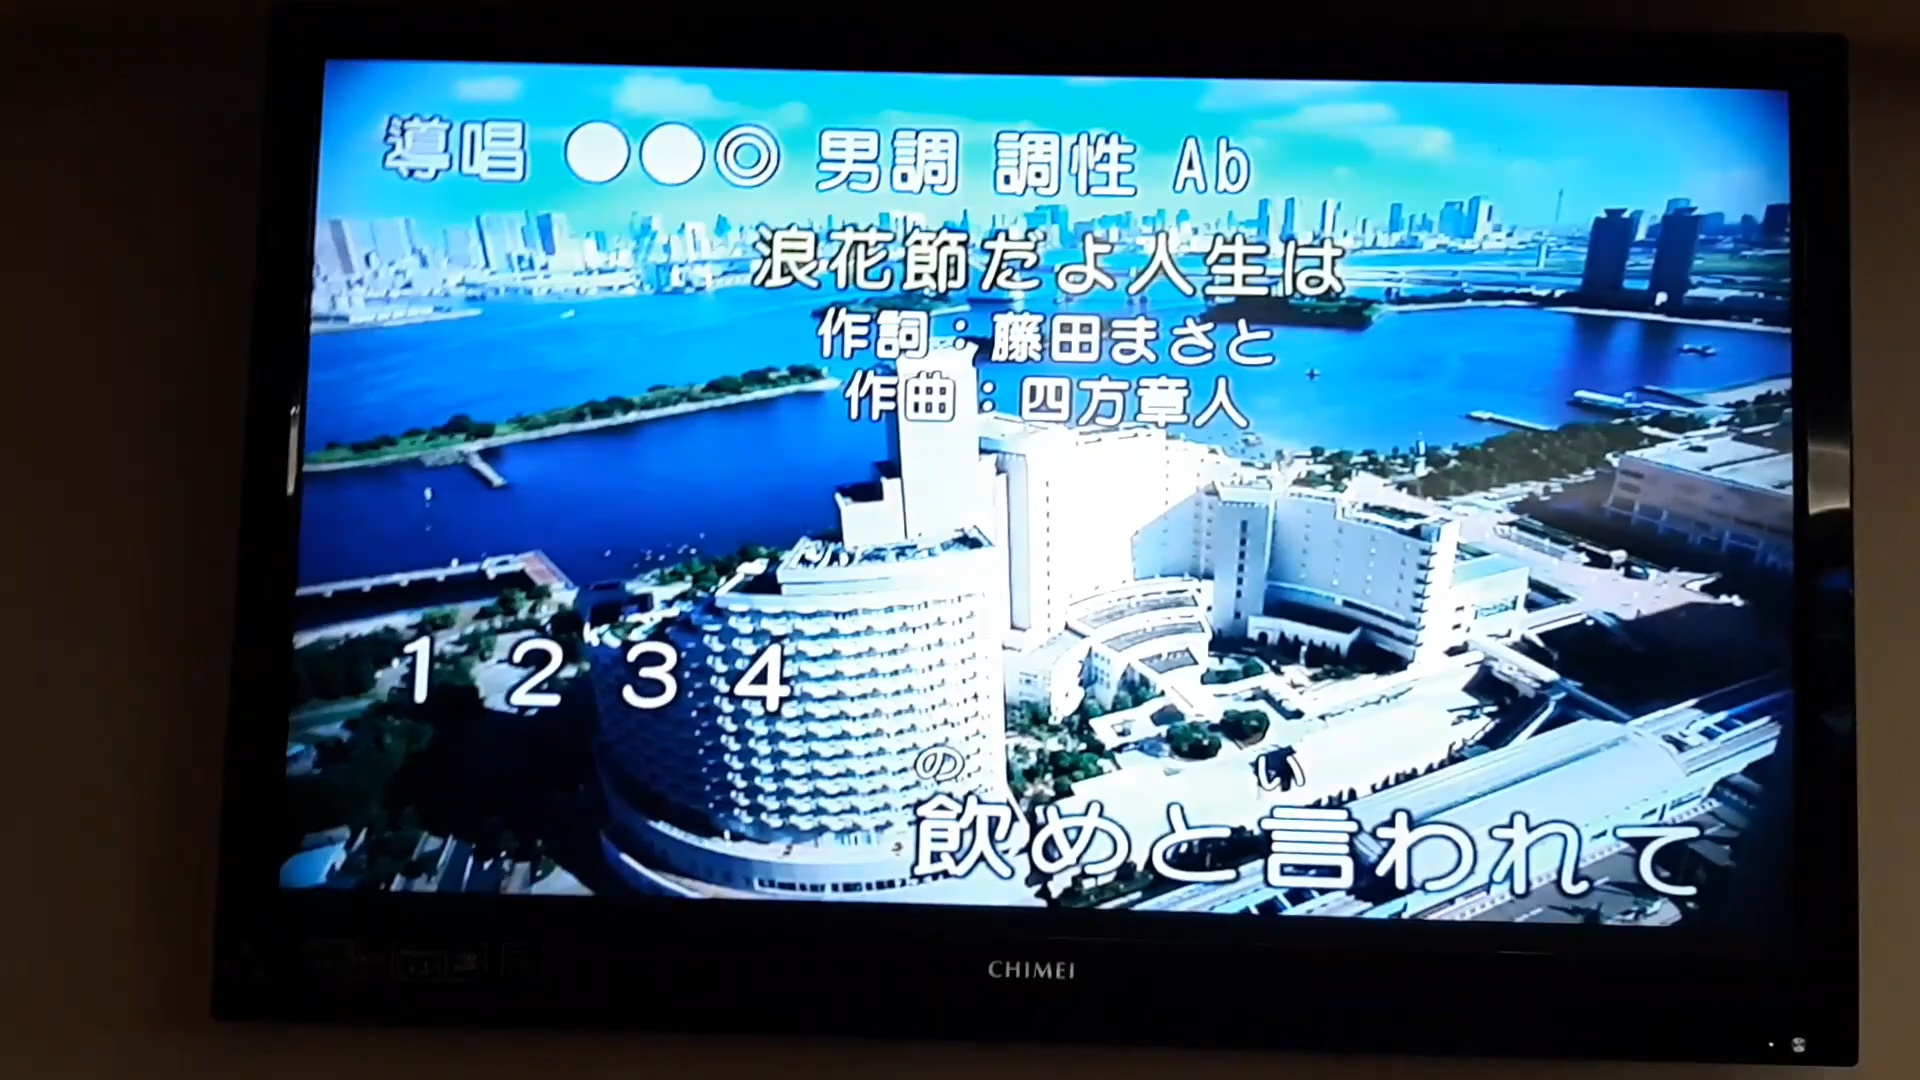 導唱 ●●◎ 男調 調性 Ab
浪花節だよ人生は
作詞：藤田まさと
作曲：四方章人
1 2 3 4
の い
飲めと言われて
CHIMEI